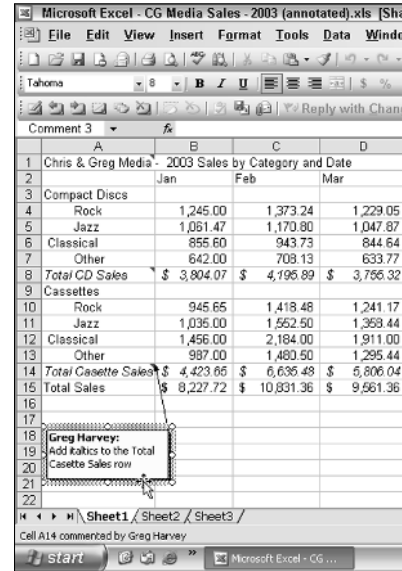 Microsoft Excel - CG Media Sales - 2003 (annotated).xls [Sha
File Edit View Insert Format Tools Data Windo
Tahoma 8 B I U $ %
Reply with Chan
Comment 3 fx
A B C D
1 Chris & Greg Media - 2003 Sales by Category and Date
2 Jan Feb Mar
3 Compact Discs
4 Rock 1,245.00 1,373.24 1,229.05
5 Jazz 1,061.47 1,170.80 1,047.87
6 Classical 855.60 943.73 844.64
7 Other 642.00 708.13 633.77
8 Total CD Sales $ 3,804.07 $ 4,195.89 $ 3,755.32
9 Cassettes
10 Rock 945.65 1,418.48 1,241.17
11 Jazz 1,035.00 1,552.50 1,358.44
12 Classical 1,456.00 2,184.00 1,911.00
13 Other 987.00 1,480.50 1,295.44
14 Total Casette Sales $ 4,423.65 $ 6,635.48 $ 5,806.04
15 Total Sales $ 8,227.72 $ 10,831.36 $ 9,561.36
16
17
18 Greg Harvey:
19 Add italtics to the Total
20 Casette Sales row
21
22
Sheet1 / Sheet2 / Sheet3 /
Cell A14 commented by Greg Harvey
start » Microsoft Excel - CG ...